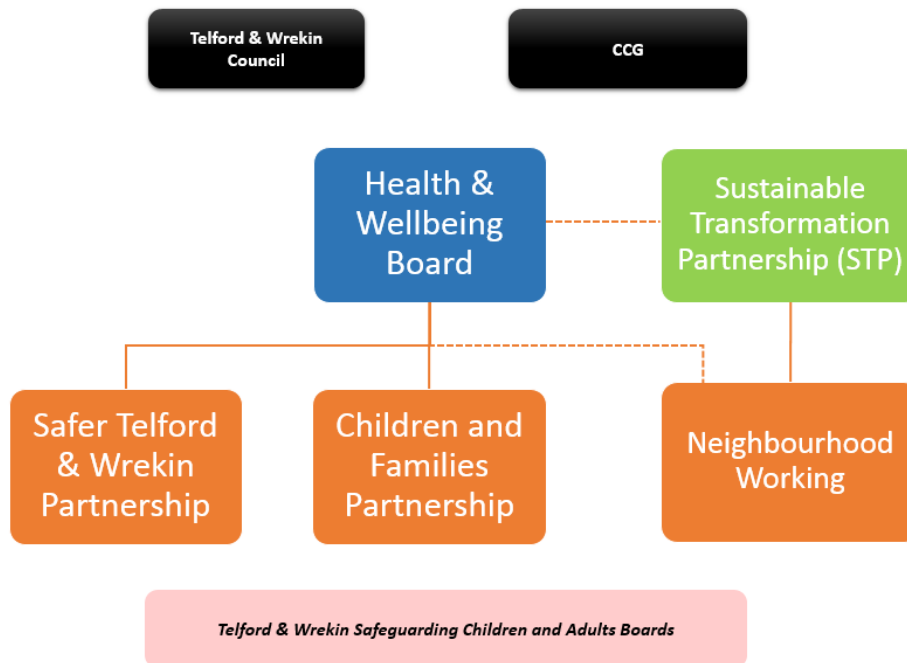 Telford & Wrekin
Council
CCG
Health &
Wellbeing
Board
Sustainable
Transformation
Partnership (STP)
Safer Telford
& Wrekin
Partnership
Children and
Families
Partnership
Neighbourhood
Working
Telford & Wrekin Safeguarding Children and Adults Boards